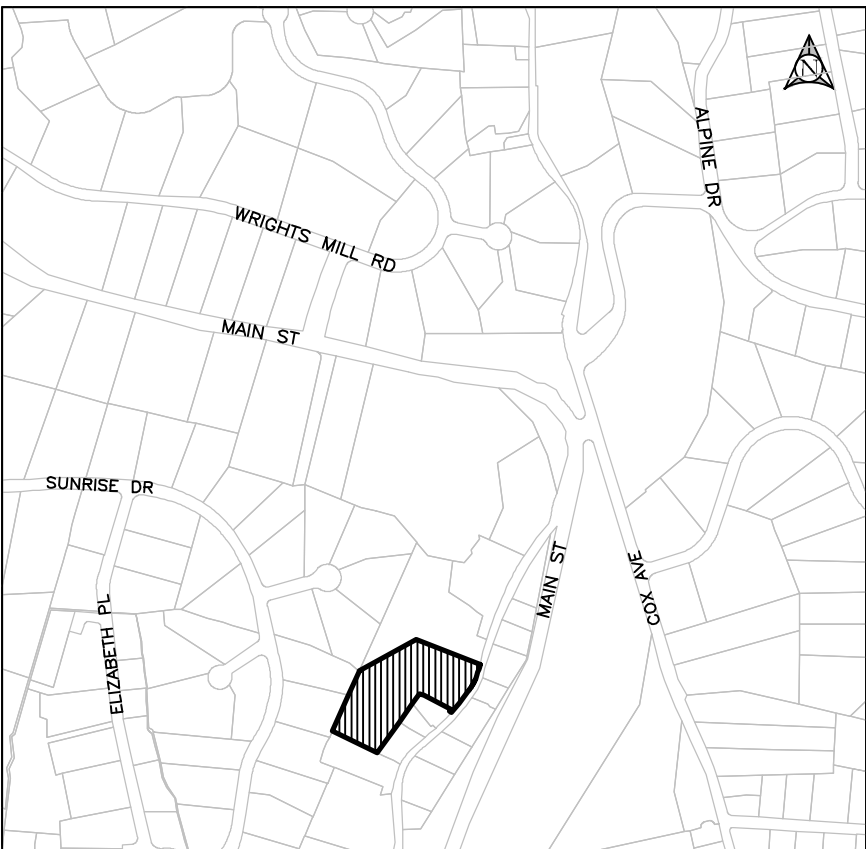 N
ALPINE DR
WRIGHTS MILL RD
MAIN ST
SUNRISE DR
MAIN ST
COX AVE
ELIZABETH PL